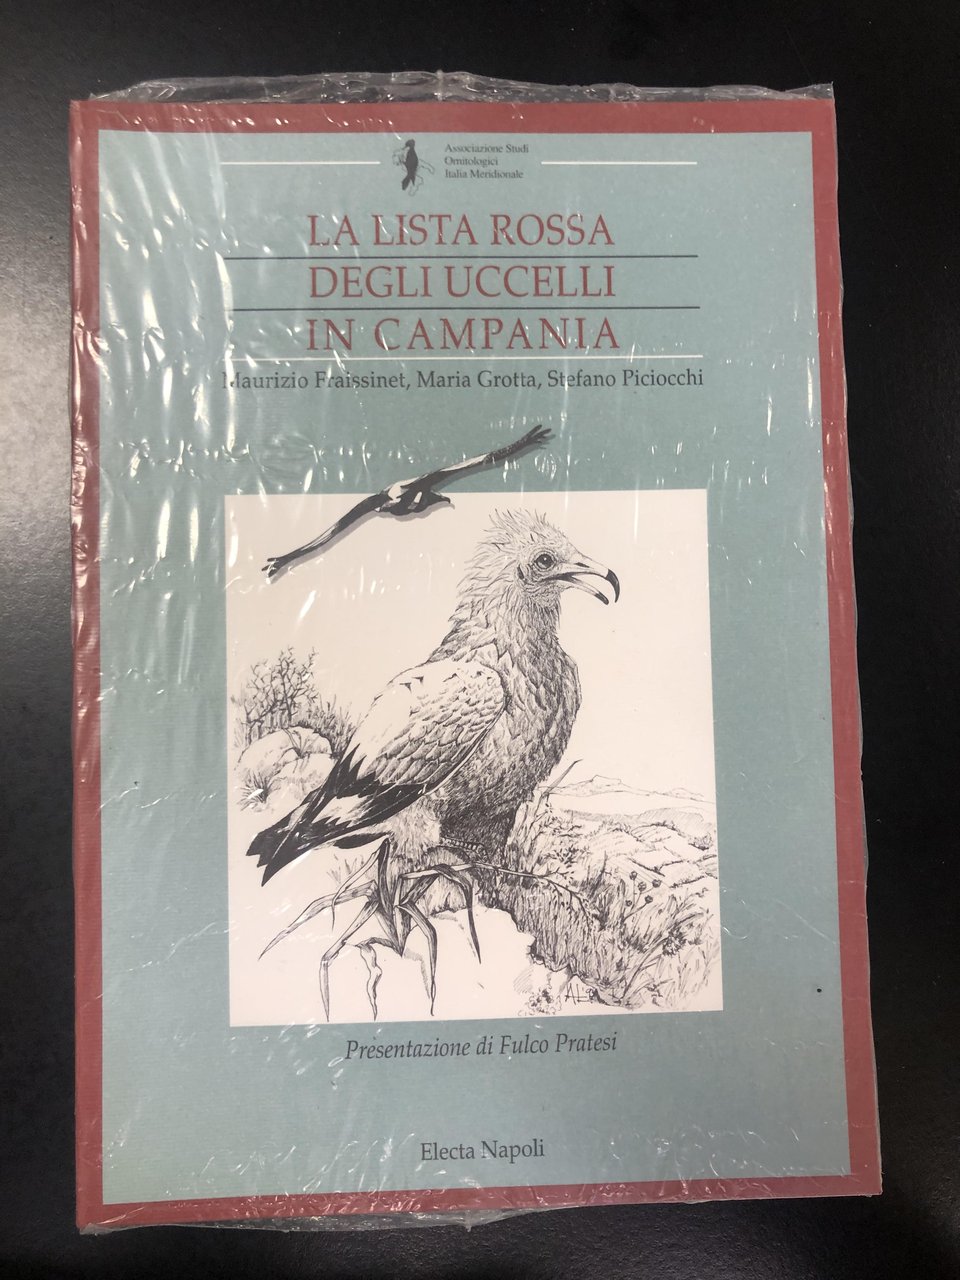 Associazione Studi
Ornitologici
Italia Meridionale
LA LISTA ROSSA
DEGLI UCCELLI
IN CAMPANIA
Maurizio Fraissinet, Maria Grotta, Stefano Piciocchi
Presentazione di Fulco Pratesi
Electa Napoli